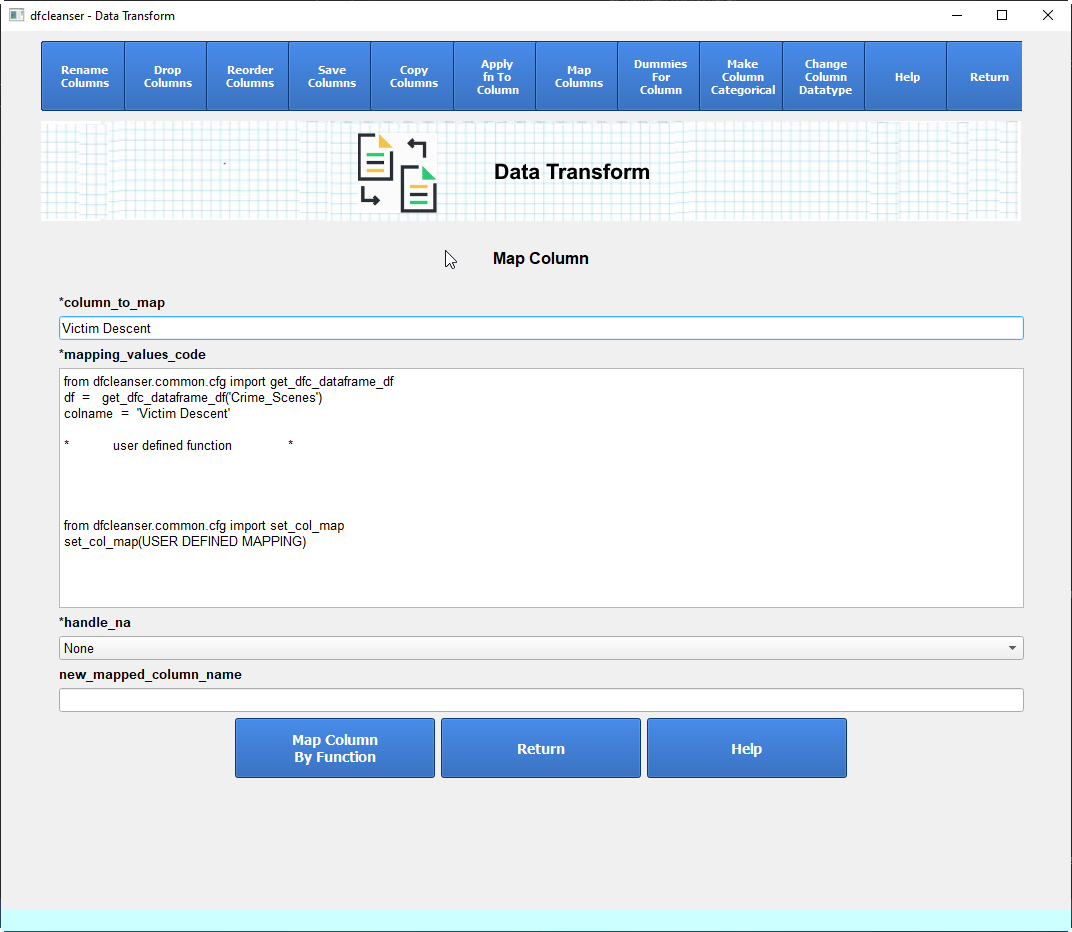 dfcleanser - Data Transform
Rename Columns
Drop Columns
Reorder Columns
Save Columns
Copy Columns
Apply fn To Column
Map Columns
Dummies For Column
Make Column Categorical
Change Column Datatype
Help
Return
Data Transform
Map Column
*column_to_map
Victim Descent
*mapping_values_code
from dfcleanser.common.cfg import get_dfc_dataframe_df
df = get_dfc_dataframe_df('Crime_Scenes')
colname = 'Victim Descent'
* user defined function *
from dfcleanser.common.cfg import set_col_map
set_col_map(USER DEFINED MAPPING)
*handle_na
None
new_mapped_column_name
Map Column
By Function
Return
Help